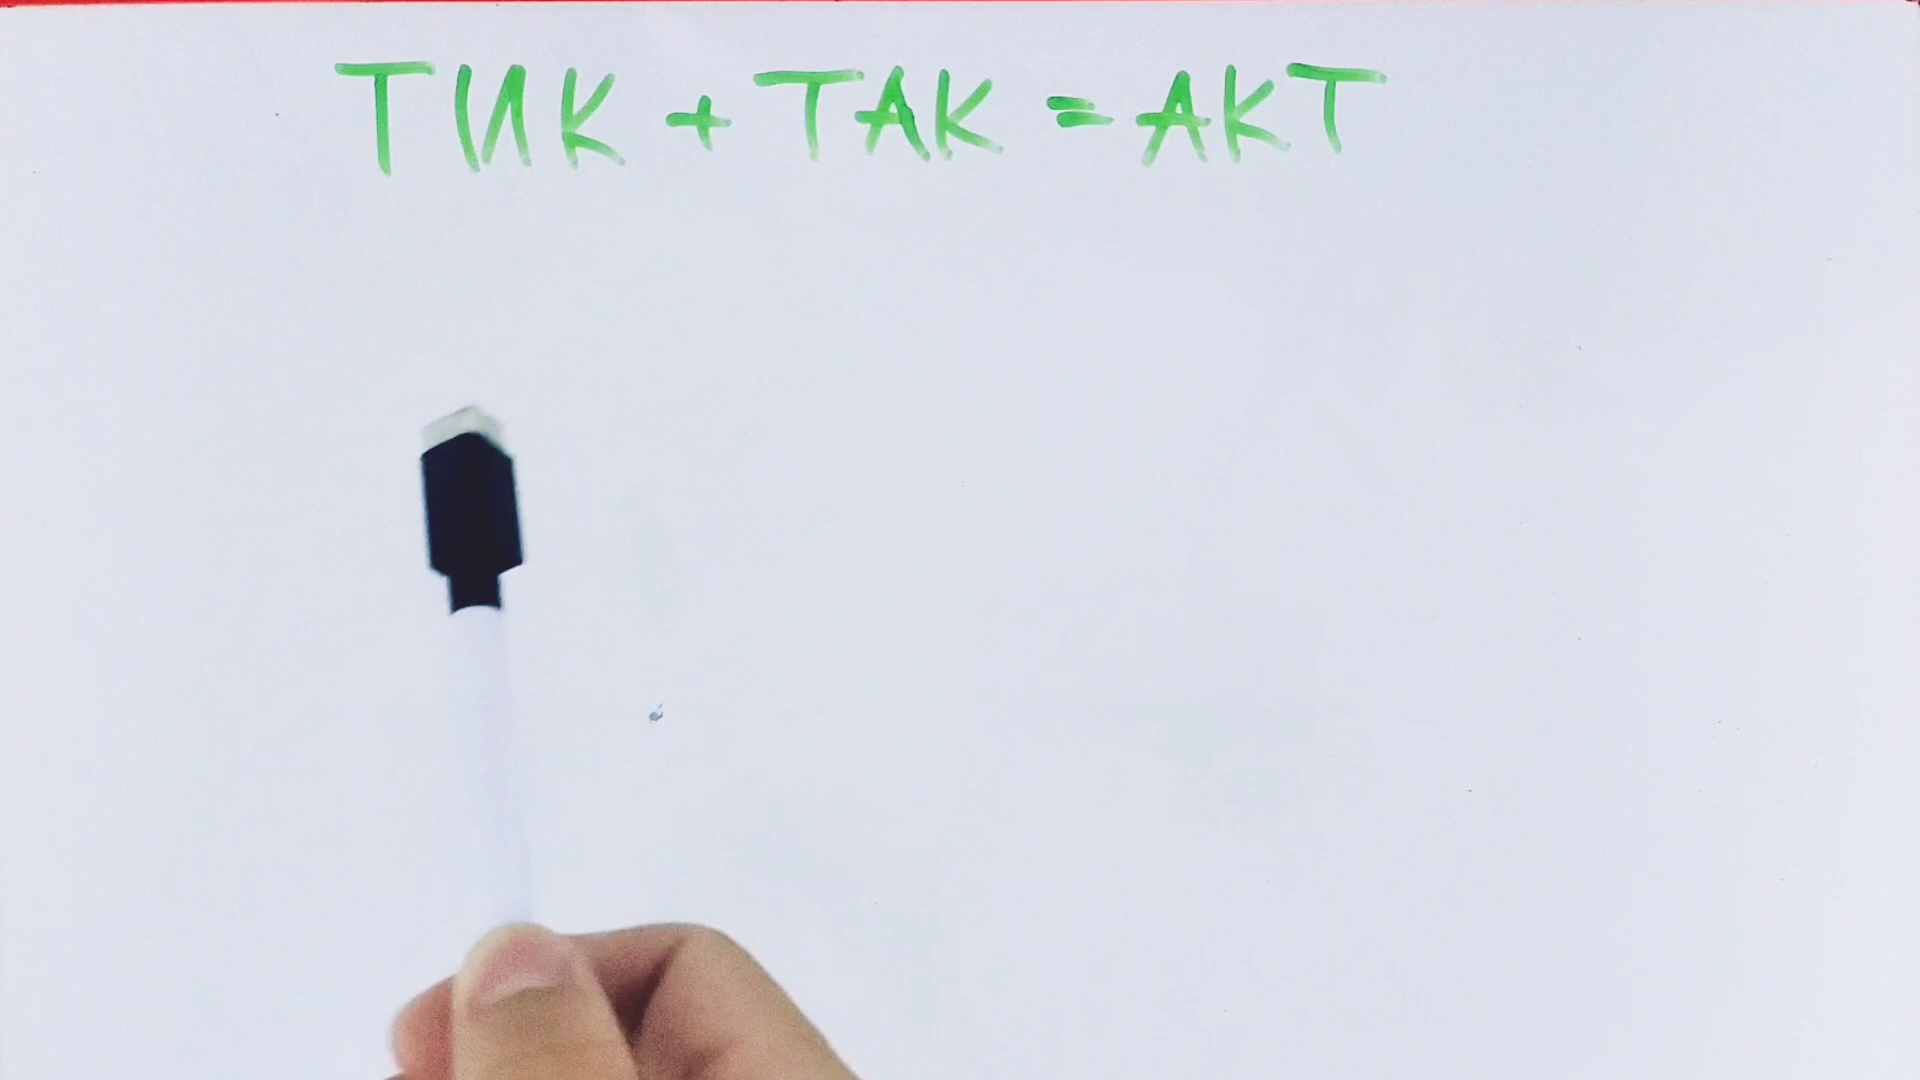 ТИК + ТАК = АКТ